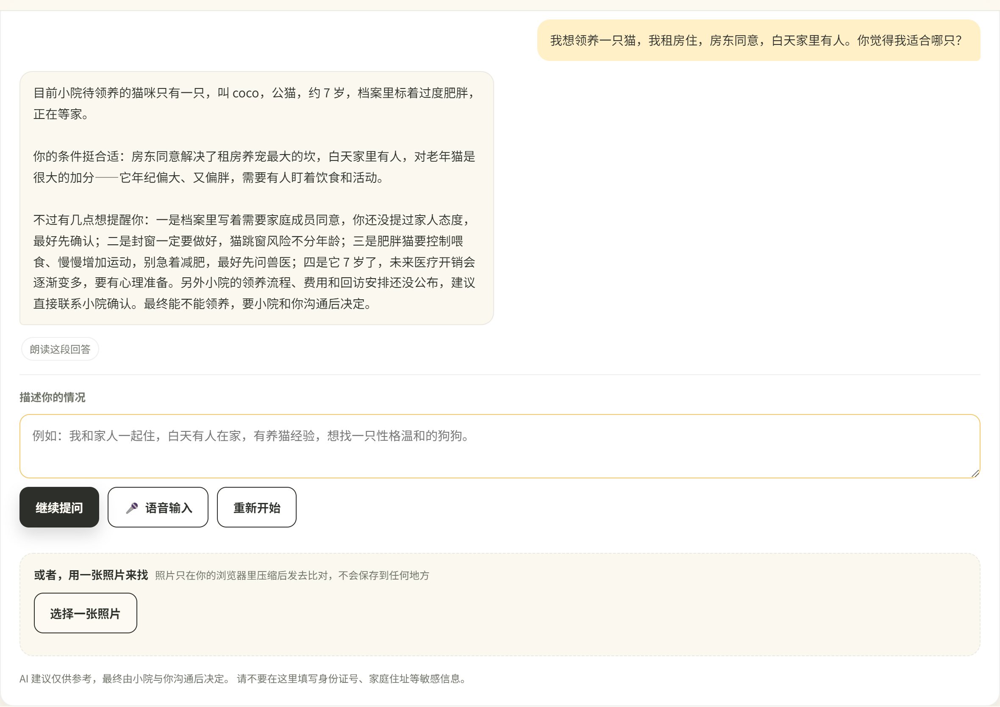 我想领养一只猫，我租房住，房东同意，白天家里有人。你觉得我适合哪只？
目前小院待领养的猫咪只有一只，叫 coco，公猫，约 7 岁，档案里标着过度肥胖，
正在等家。
你的条件挺合适：房东同意解决了租房养宠最大的坎，白天家里有人，对老年猫是
很大的加分——它年纪偏大、又偏胖，需要有人盯着饮食和活动。
不过有几点想提醒你：一是档案里写着需要家庭成员同意，你还没提过家人态度，
最好先确认；二是封窗一定要做好，猫跳窗风险不分年龄；三是肥胖猫要控制喂
食、慢慢增加运动，别急着减肥，最好先问兽医；四是它 7 岁了，未来医疗开销会
逐渐变多，要有心理准备。另外小院的领养流程、费用和回访安排还没公布，建议
直接联系小院确认。最终能不能领养，要小院和你沟通后决定。
朗读这段回答
描述你的情况
例如：我和家人一起住，白天有人在家，有养猫经验，想找一只性格温和的狗狗。
继续提问
语音输入
重新开始
或者，用一张照片来找 照片只在你的浏览器里压缩后发去比对，不会保存到任何地方
选择一张照片
AI 建议仅供参考，最终由小院与你沟通后决定。 请不要在这里填写身份证号、家庭住址等敏感信息。